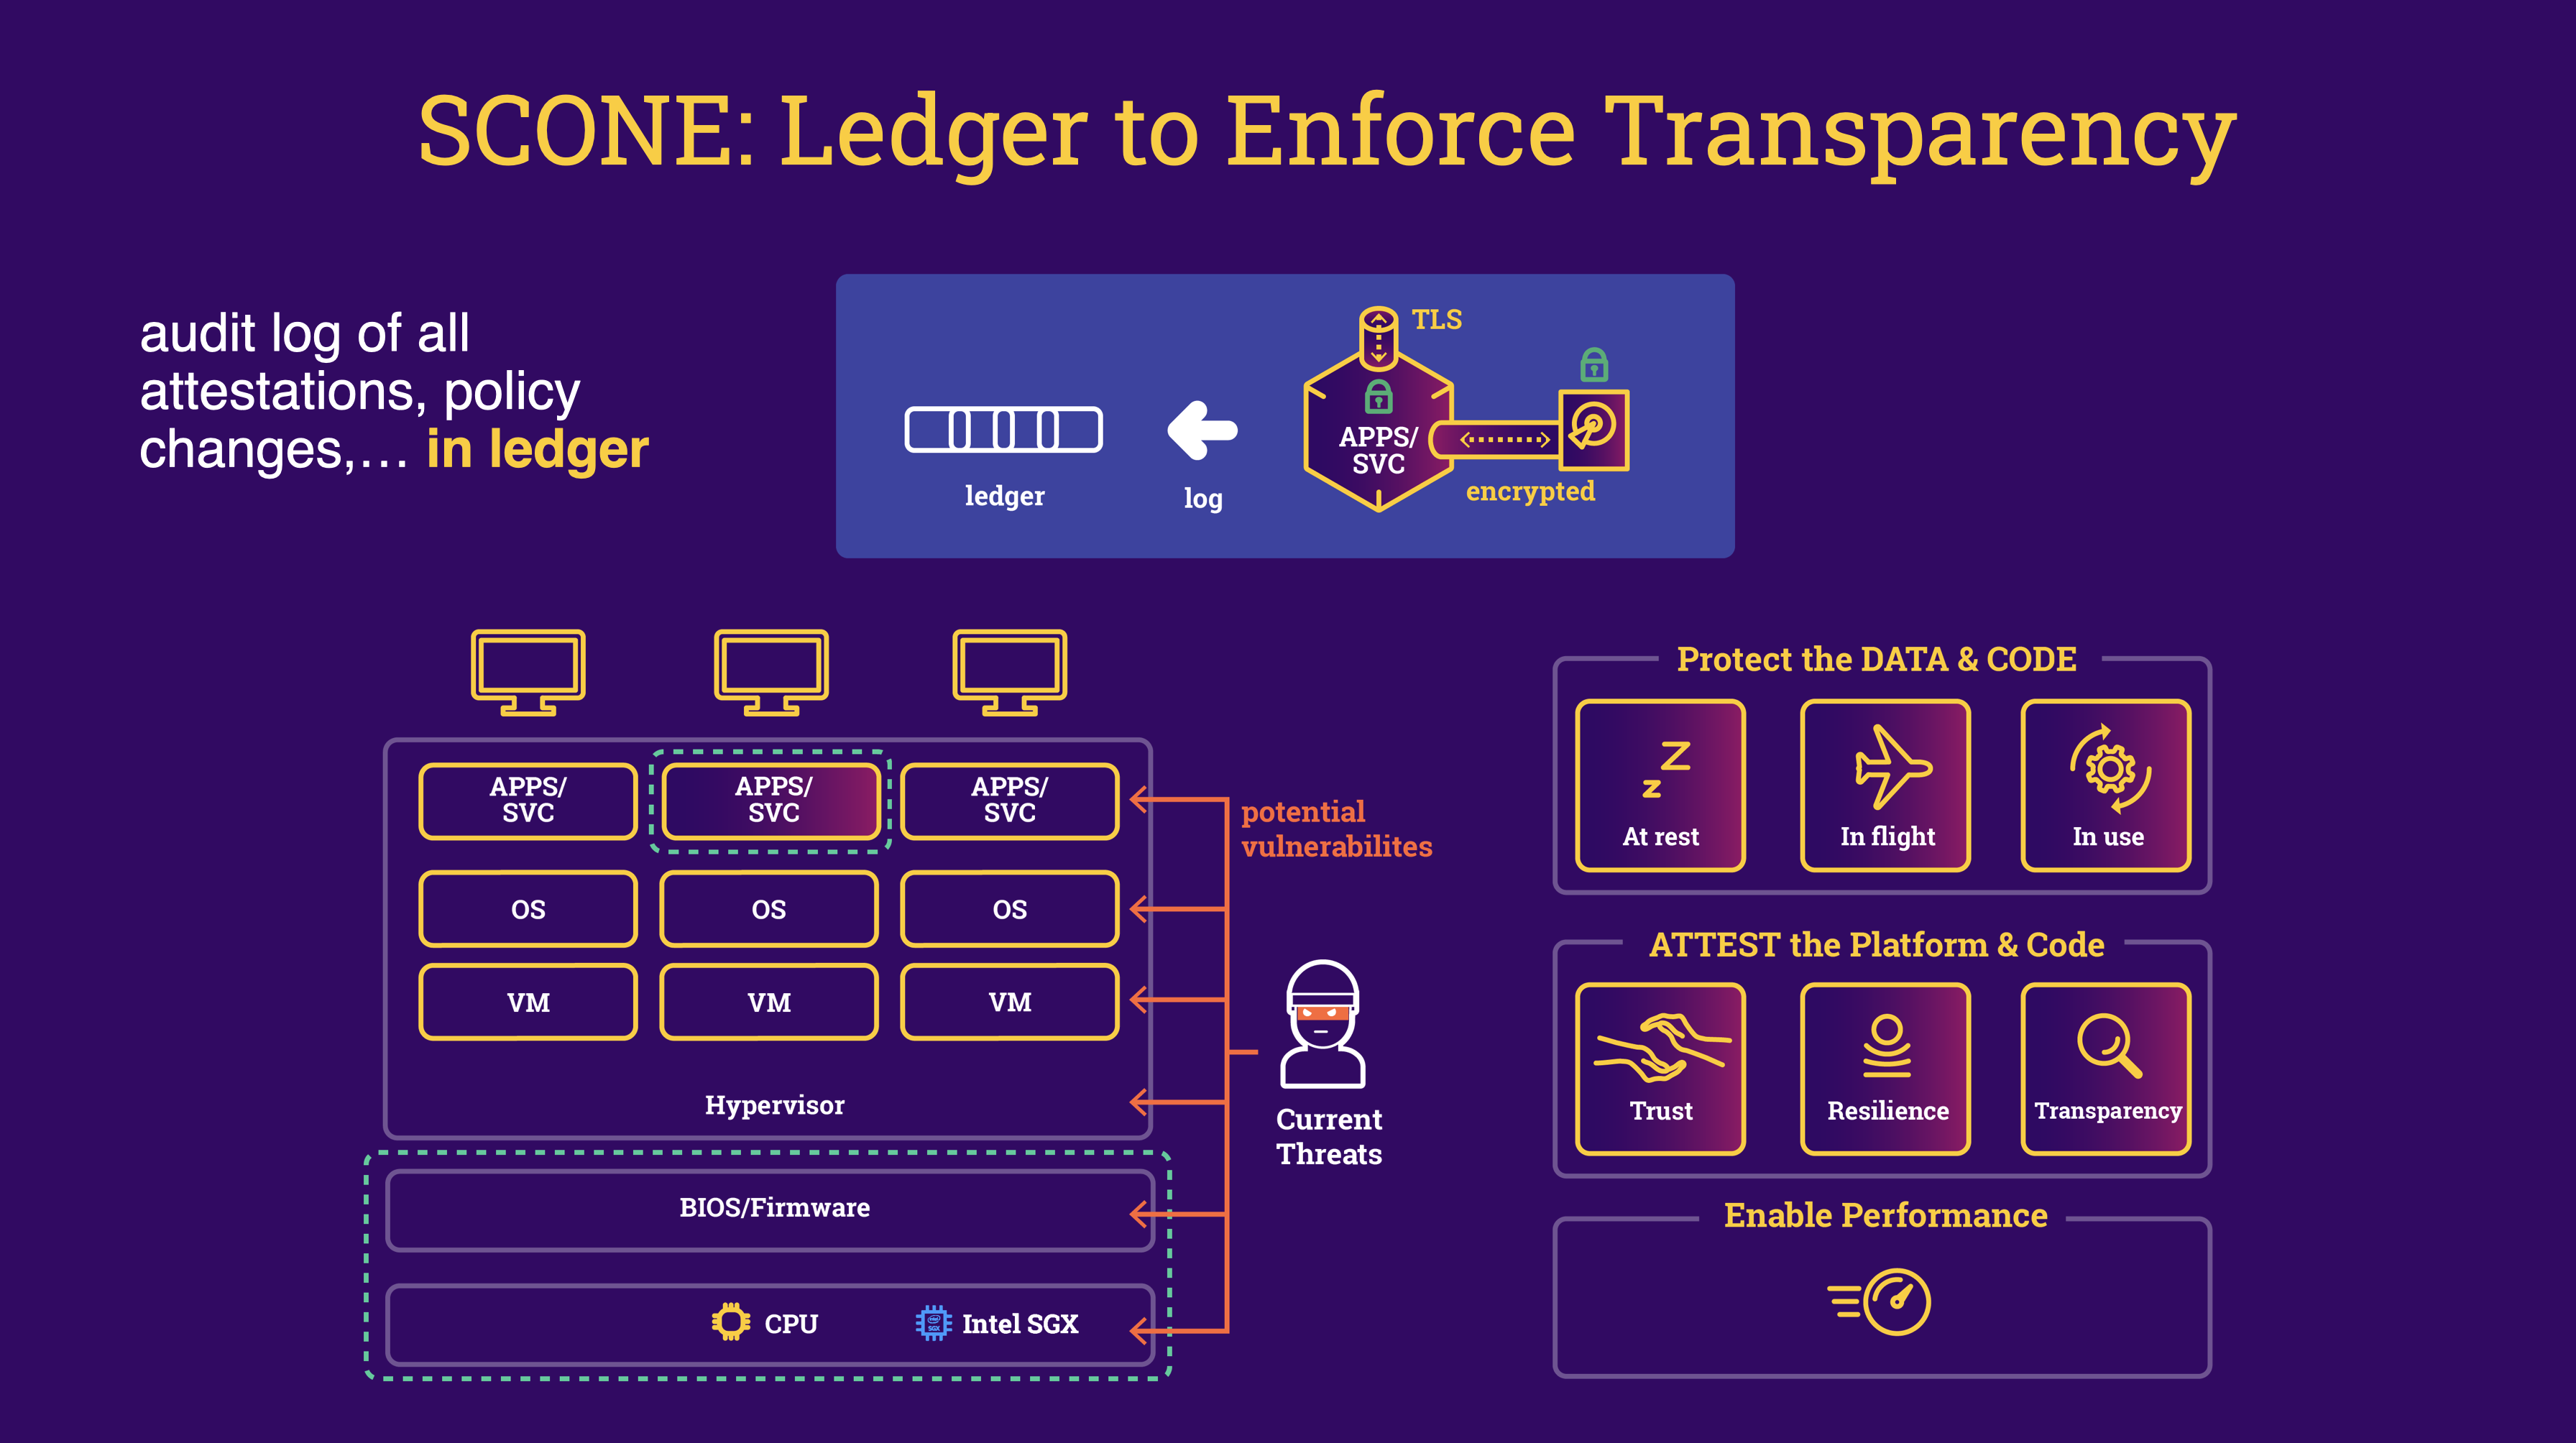 SCONE: Ledger to Enforce Transparency
audit log of all
attestations, policy
changes,... in ledger
TLS
APPS/
SVC
encrypted
ledger
log
APPS/
SVC
APPS/
SVC
APPS/
SVC
OS
OS
OS
VM
VM
VM
Hypervisor
BIOS/Firmware
CPU
intel
SGX
Intel SGX
potential
vulnerabilites
Current
Threats
Protect the DATA & CODE
At rest
In flight
In use
ATTEST the Platform & Code
Trust
Resilience
Transparency
Enable Performance